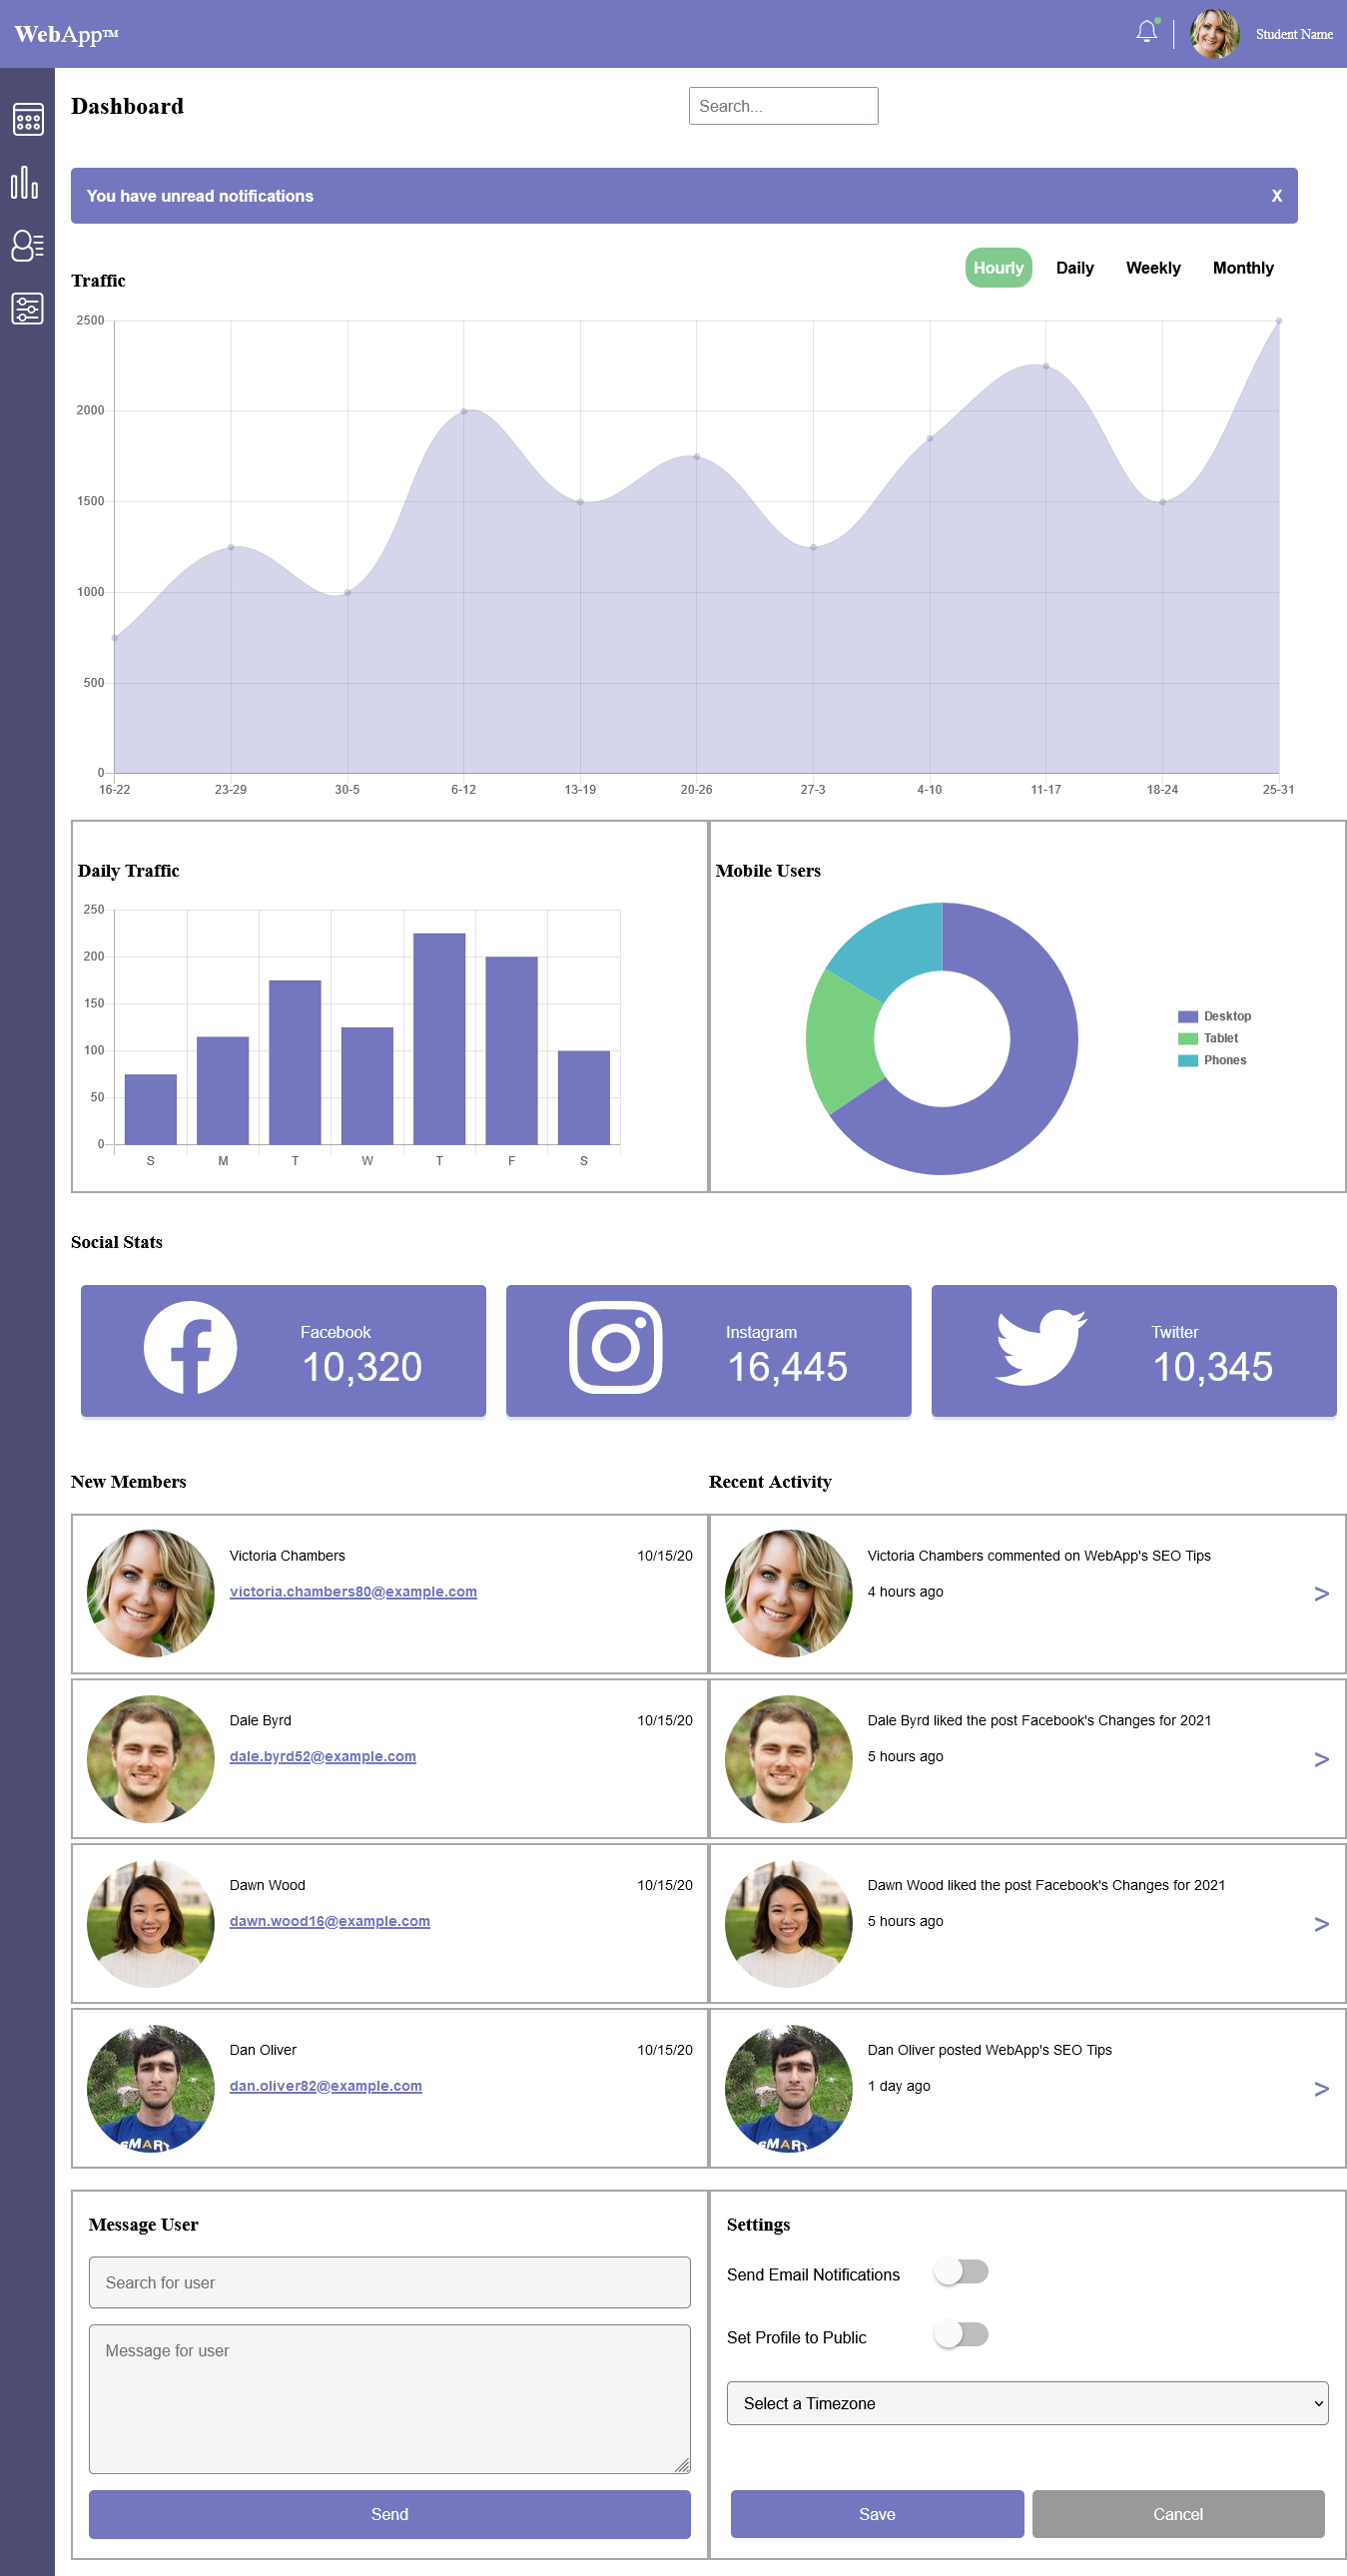 WebApp™
Student Name
Dashboard
Search...
You have unread notifications X
Traffic
Hourly Daily Weekly Monthly
2500
2000
1500
1000
500
0
16-22 23-29 30-5 6-12 13-19 20-26 27-3 4-10 11-17 18-24 25-31
Daily Traffic
250
200
150
100
50
0
S M T W T F S
Mobile Users
Desktop
Tablet
Phones
Social Stats
Facebook
10,320
Instagram
16,445
Twitter
10,345
New Members
Victoria Chambers 10/15/20
victoria.chambers80@example.com
Dale Byrd 10/15/20
dale.byrd52@example.com
Dawn Wood 10/15/20
dawn.wood16@example.com
Dan Oliver 10/15/20
dan.oliver82@example.com
Recent Activity
Victoria Chambers commented on WebApp's SEO Tips
4 hours ago >
Dale Byrd liked the post Facebook's Changes for 2021
5 hours ago >
Dawn Wood liked the post Facebook's Changes for 2021
5 hours ago >
Dan Oliver posted WebApp's SEO Tips
1 day ago >
SMART
Message User
Search for user
Message for user
Send
Settings
Send Email Notifications
Set Profile to Public
Select a Timezone
Save Cancel